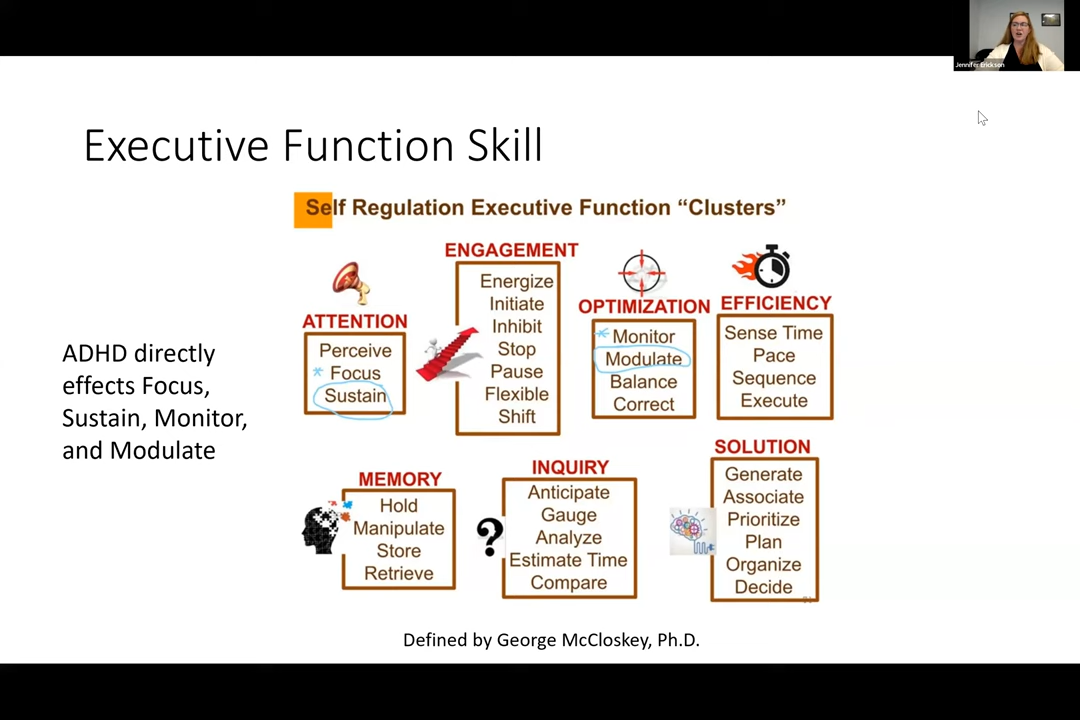 Jennifer Erickson
Executive Function Skill
Self Regulation Executive Function “Clusters”
ATTENTION
Perceive
* Focus
Sustain
ENGAGEMENT
Energize
Initiate
Inhibit
Stop
Pause
Flexible
Shift
OPTIMIZATION
* Monitor
Modulate
Balance
Correct
EFFICIENCY
Sense Time
Pace
Sequence
Execute
ADHD directly
effects Focus,
Sustain, Monitor,
and Modulate
MEMORY
Hold
Manipulate
Store
Retrieve
INQUIRY
?
Anticipate
Gauge
Analyze
Estimate Time
Compare
SOLUTION
Generate
Associate
Prioritize
Plan
Organize
Decide
Defined by George McCloskey, Ph.D.